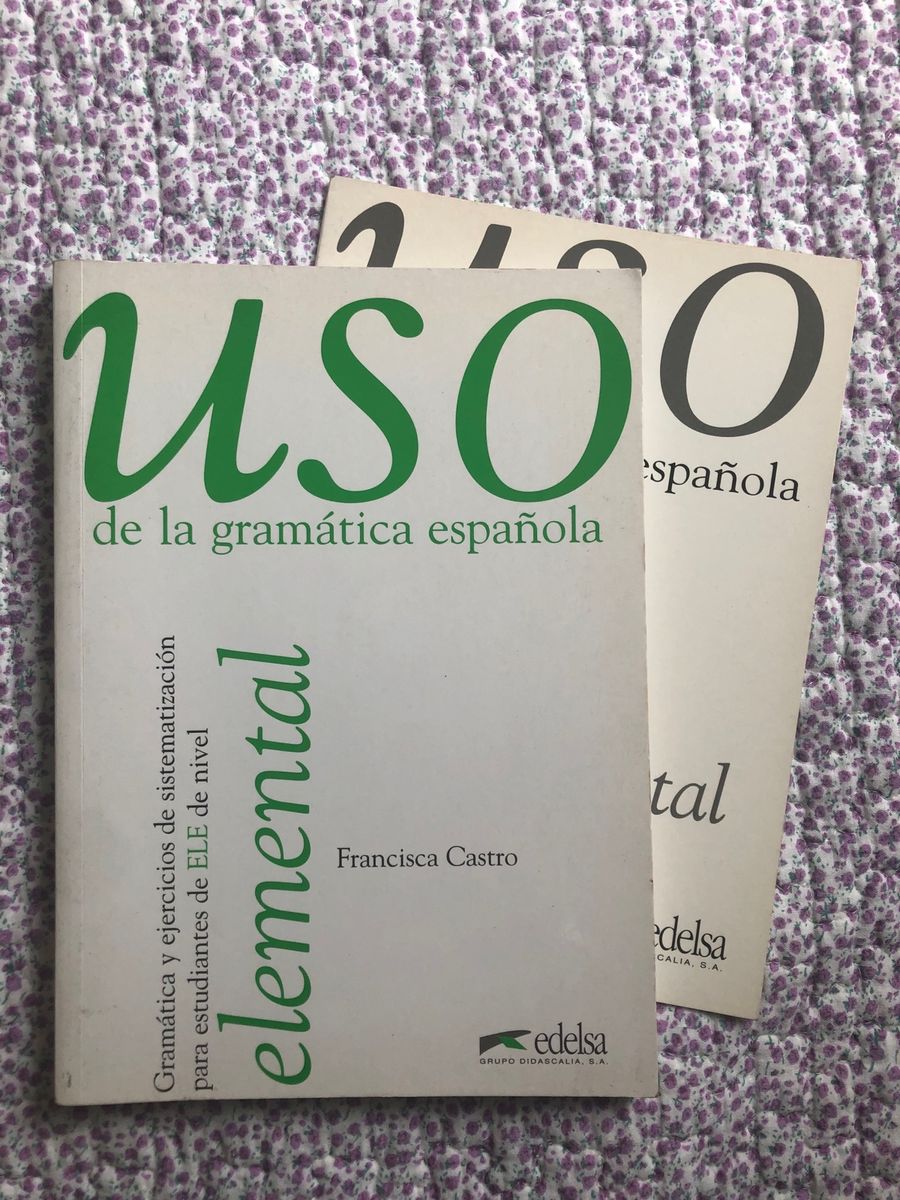 uso
de la gramática española
Gramática y ejercicios de sistematización
para estudiantes de ELE de nivel
elemental
Francisca Castro
edelsa
GRUPO DIDASCALIA, S.A.
uso
española
tal
edelsa
SCALIA, S.A.